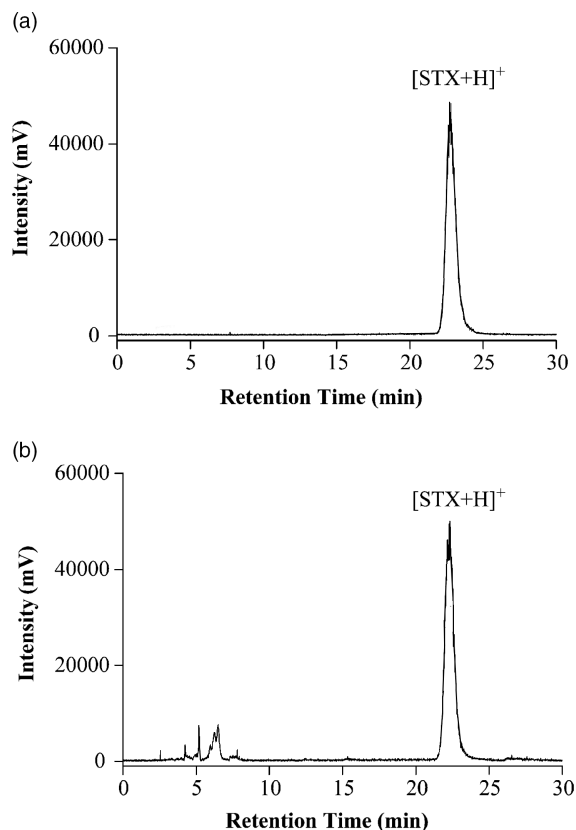 (a)
60000
[STX+H]+
40000
Intensity (mV)
20000
0
0 5 10 15 20 25 30
Retention Time (min)
(b)
60000
[STX+H]+
40000
Intensity (mV)
20000
0
0 5 10 15 20 25 30
Retention Time (min)